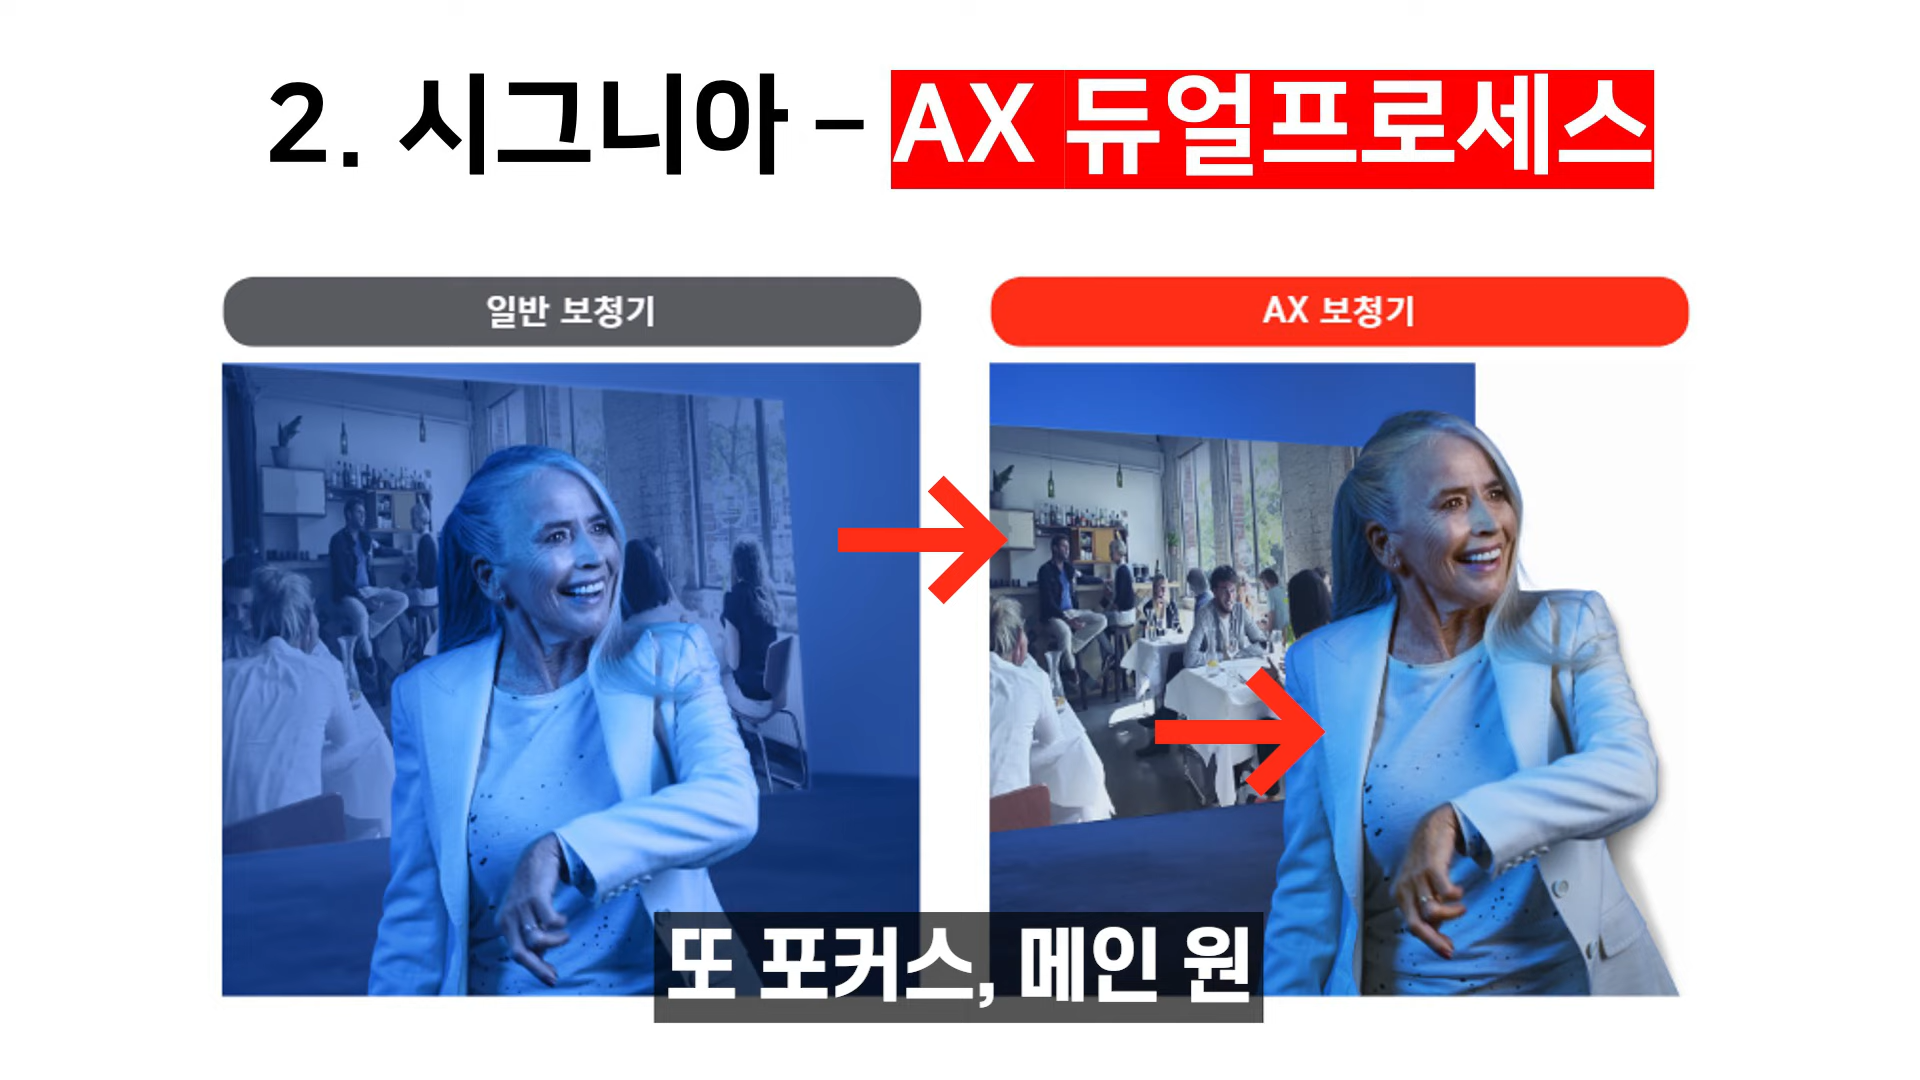 2. 시그니아 – AX 듀얼프로세스
일반 보청기
AX 보청기
또 포커스, 메인 원